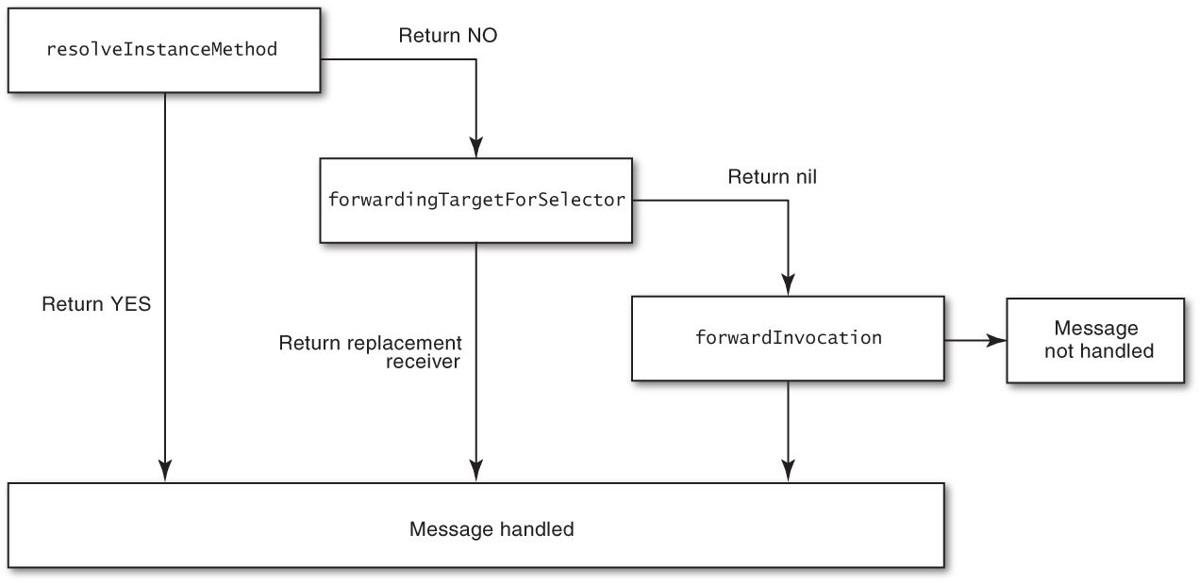 resolveInstanceMethod
Return NO
forwardingTargetForSelector
Return nil
Return YES
Return replacement
receiver
forwardInvocation
Message
not handled
Message handled